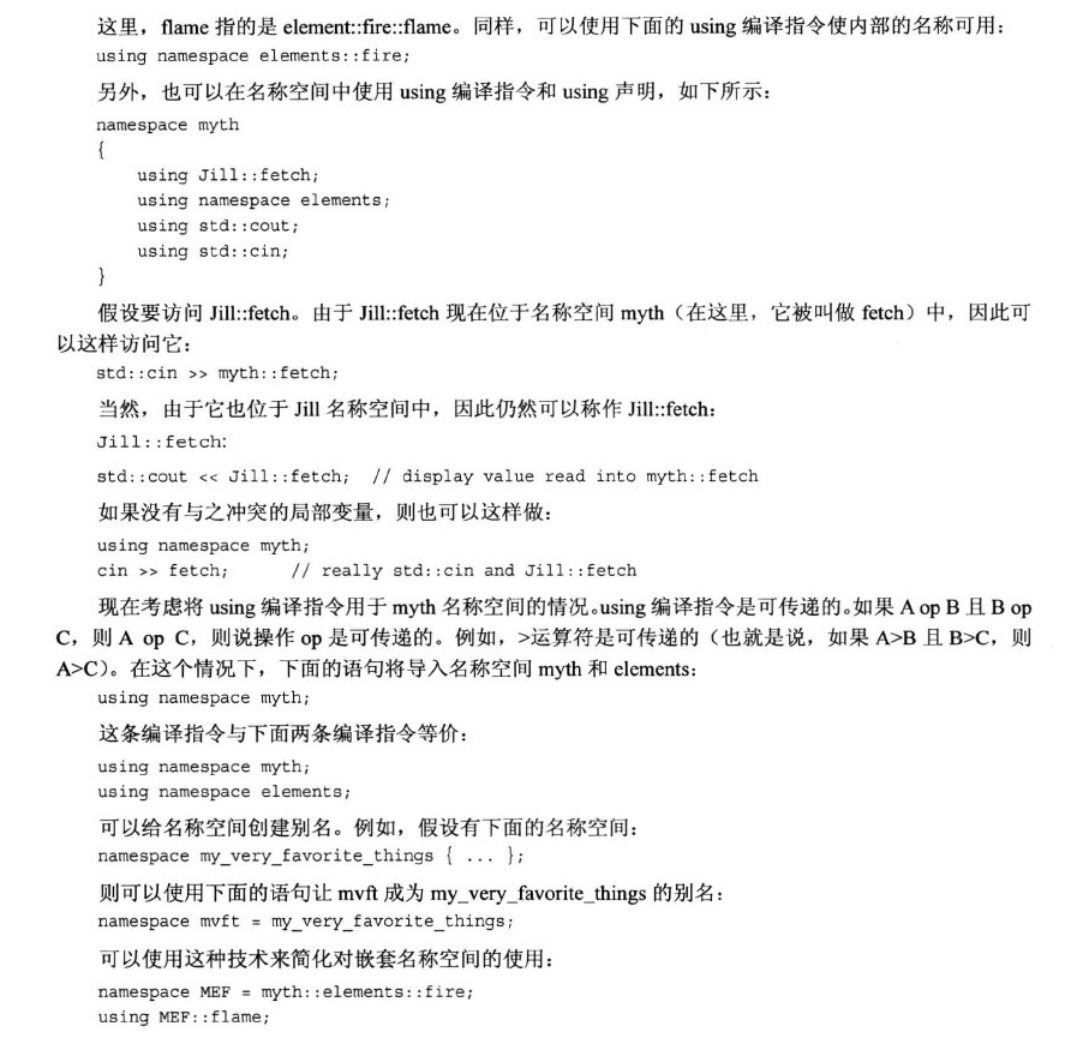 这里，flame 指的是 element::fire::flame。同样，可以使用下面的 using 编译指令使内部的名称可用：
using namespace elements::fire;
另外，也可以在名称空间中使用 using 编译指令和 using 声明，如下所示：
namespace myth
{
using Jill::fetch;
using namespace elements;
using std::cout;
using std::cin;
}
假设要访问 Jill::fetch。由于 Jill::fetch 现在位于名称空间 myth（在这里，它被叫做 fetch）中，因此可
以这样访问它：
std::cin >> myth::fetch;
当然，由于它也位于 Jill 名称空间中，因此仍然可以称作 Jill::fetch：
Jill::fetch:
std::cout << Jill::fetch; // display value read into myth::fetch
如果没有与之冲突的局部变量，则也可以这样做：
using namespace myth;
cin >> fetch; // really std::cin and Jill::fetch
现在考虑将 using 编译指令用于 myth 名称空间的情况。using 编译指令是可传递的。如果 A op B 且 B op
C，则 A op C，则说操作 op 是可传递的。例如，>运算符是可传递的（也就是说，如果 A>B 且 B>C，则
A>C）。在这个情况下，下面的语句将导入名称空间 myth 和 elements：
using namespace myth;
这条编译指令与下面两条编译指令等价：
using namespace myth;
using namespace elements;
可以给名称空间创建别名。例如，假设有下面的名称空间：
namespace my_very_favorite_things { ... };
则可以使用下面的语句让 mvft 成为 my_very_favorite_things 的别名：
namespace mvft = my_very_favorite_things;
可以使用这种技术来简化对嵌套名称空间的使用：
namespace MEF = myth::elements::fire;
using MEF::flame;